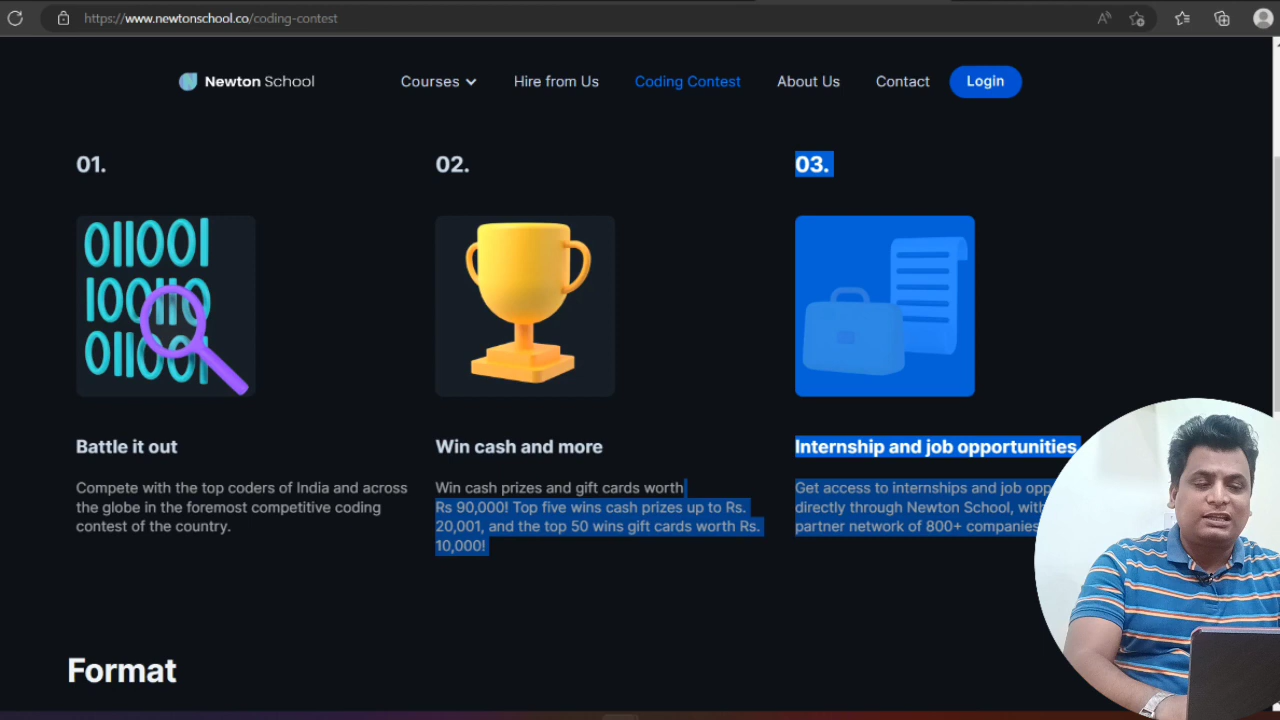 https://www.newtonschool.co/coding-contest
Newton School
Courses
Hire from Us
Coding Contest
About Us
Contact
Login
01.
02.
03.
011001
10011
Battle it out
Compete with the top coders of India and across
the globe in the foremost competitive coding
contest of the country.
Win cash and more
Win cash prizes and gift cards worth
Rs 90,000! Top five wins cash prizes up to Rs.
20,001, and the top 50 wins gift cards worth Rs.
10,000!
Internship and job opportunities
Get access to internships and job
directly through Newton School,
partner network of 800+ companies
Format